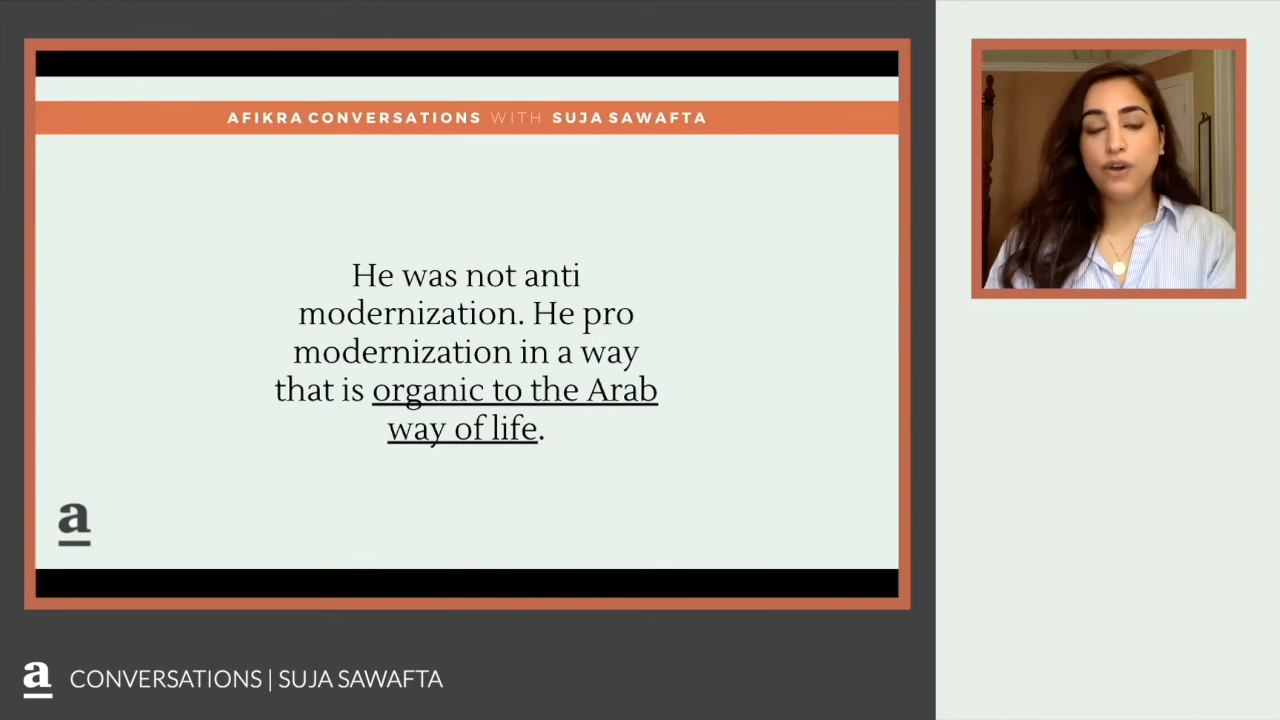 AFIKRA CONVERSATIONS WITH SUJA SAWAFTA
He was not anti
modernization. He pro
modernization in a way
that is organic to the Arab
way of life.
a
a CONVERSATIONS | SUJA SAWAFTA